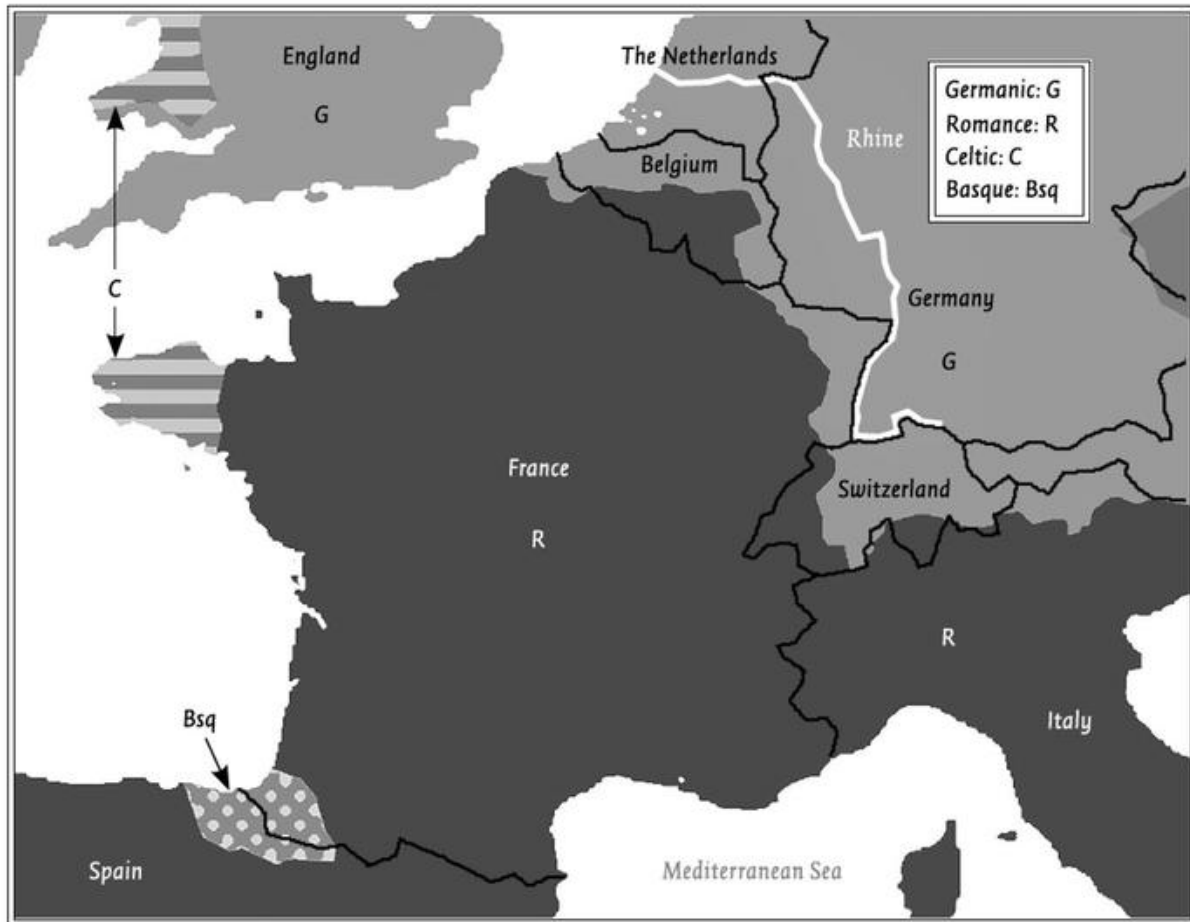 England
G
The Netherlands
Germanic: G
Romance: R
Celtic: C
Basque: Bsq
Rhine
Belgium
C
Germany
G
France
R
Switzerland
R
Bsq
Italy
Spain
Mediterranean Sea